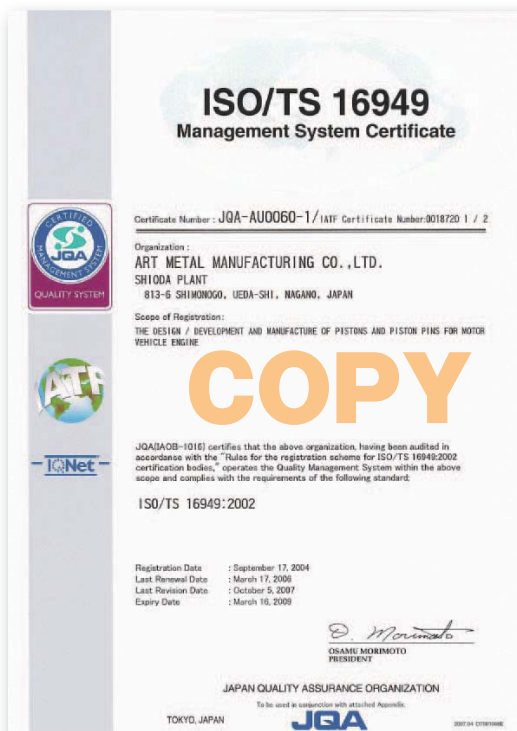 ISO/TS 16949
Management System Certificate
Certificate Number : JQA-AU0060-1/IATF Certificate Number:0018720 1 / 2
CERTIFIED
MANAGEMENT SYSTEM
JQA
QUALITY SYSTEM
Organization :
ART METAL MANUFACTURING CO.,LTD.
SHIODA PLANT
813-6 SHIMONOGO, UEDA-SHI, NAGANO, JAPAN
Scope of Registration:
THE DESIGN / DEVELOPMENT AND MANUFACTURE OF PISTONS AND PISTON PINS FOR MOTOR
VEHICLE ENGINE
COPY
IATF
IQNet
JQA(IAOB-1016) certifies that the above organization, having been audited in
accordance with the "Rules for the registration scheme for ISO/TS 16949:2002
certification bodies," operates the Quality Management System within the above
scope and complies with the requirements of the following standard:
ISO/TS 16949:2002
Registration Date : September 17, 2004
Last Renewal Date : March 17, 2006
Last Revision Date : October 5, 2007
Expiry Date : March 16, 2009
D. Morimoto
OSAMU MORIMOTO
PRESIDENT
JAPAN QUALITY ASSURANCE ORGANIZATION
To be used in conjunction with attached Appendix.
TOKYO, JAPAN
JQA